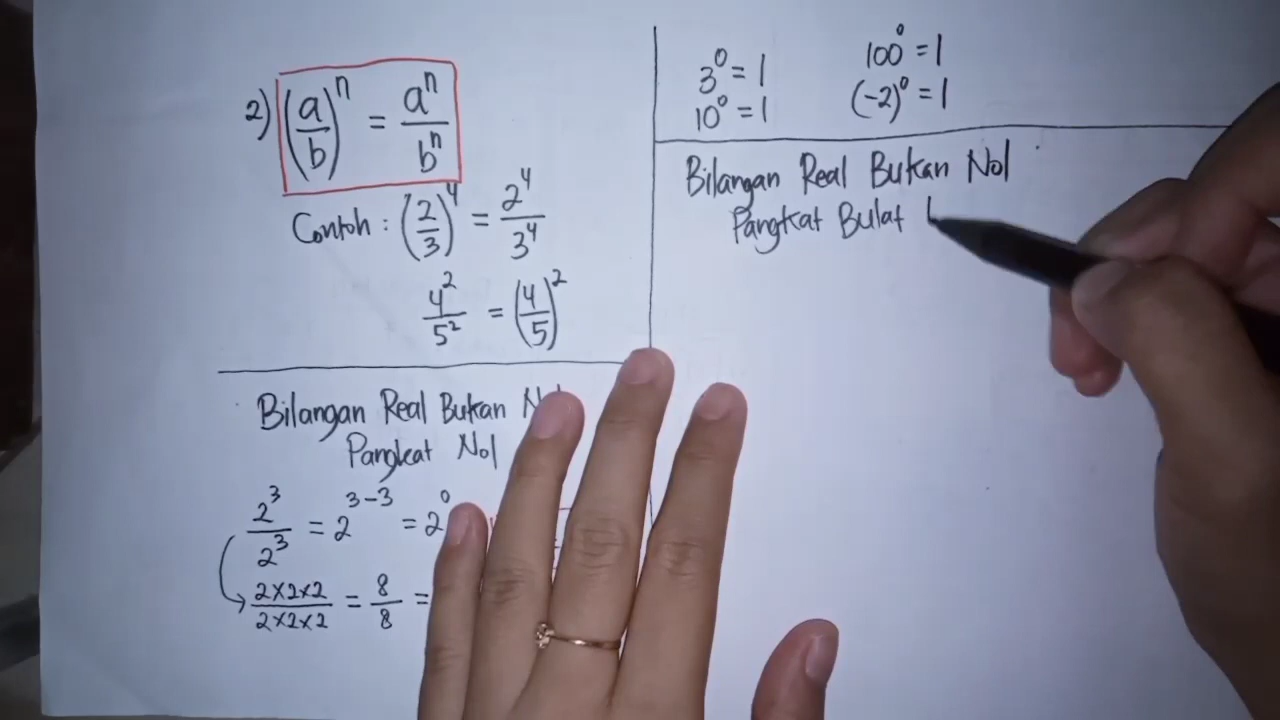 2) (a/b)^n = a^n/b^n
Contoh : (2/3)^4 = 2^4/3^4
4^2/5^2 = (4/5)^2
Bilangan Real Bukan
Pangkat Nol
2^3/2^3 = 2^3-3 = 2^0
2x2x2/2x2x2 = 8/8 =
3^0 = 1
10^0 = 1
100^0 = 1
(-2)^0 = 1
Bilangan Real Bukan Nol
Pangkat Bulat